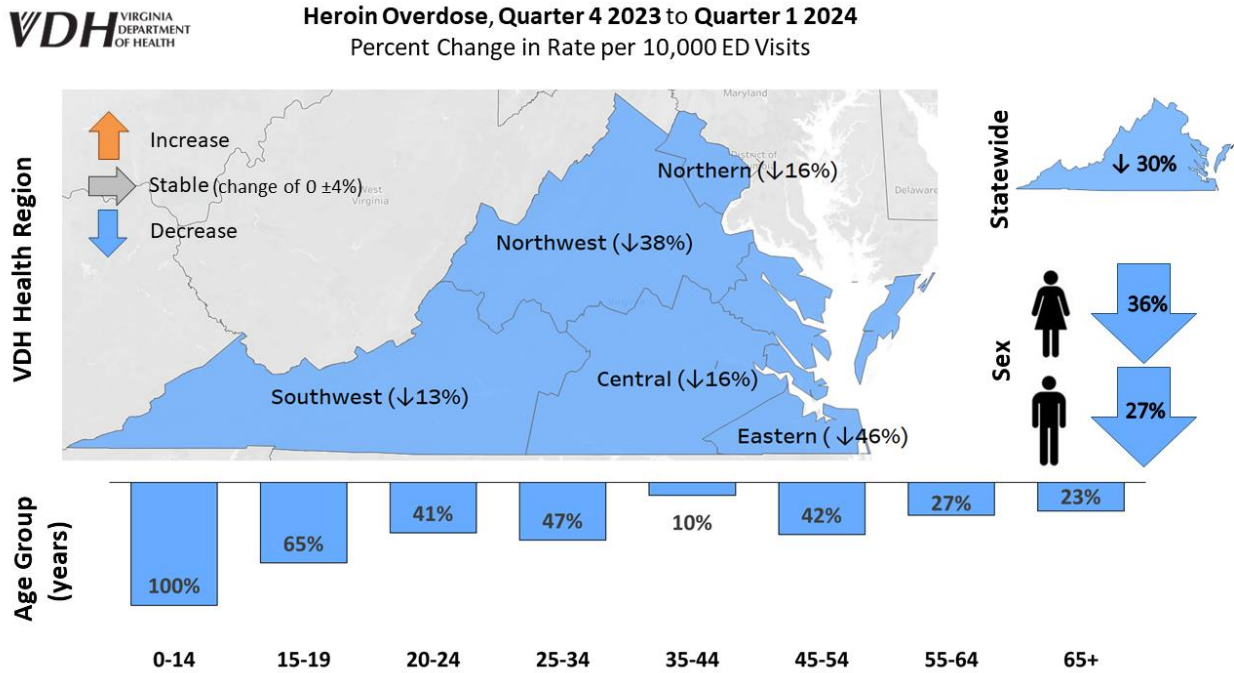 VDH VIRGINIA
DEPARTMENT
OF HEALTH
Heroin Overdose, Quarter 4 2023 to Quarter 1 2024
Percent Change in Rate per 10,000 ED Visits
VDH Health Region
Increase
Stable (change of 0 ±4%)
Decrease
West
Virginia
Maryland
District of
Delaware
Northern (↓16%)
Northwest (↓38%)
Southwest (↓13%)
Central (↓16%)
Eastern (↓46%)
Statewide
↓ 30%
Sex
36%
27%
Age Group
(years)
100%
65%
41%
47%
10%
42%
27%
23%
0-14 15-19 20-24 25-34 35-44 45-54 55-64 65+